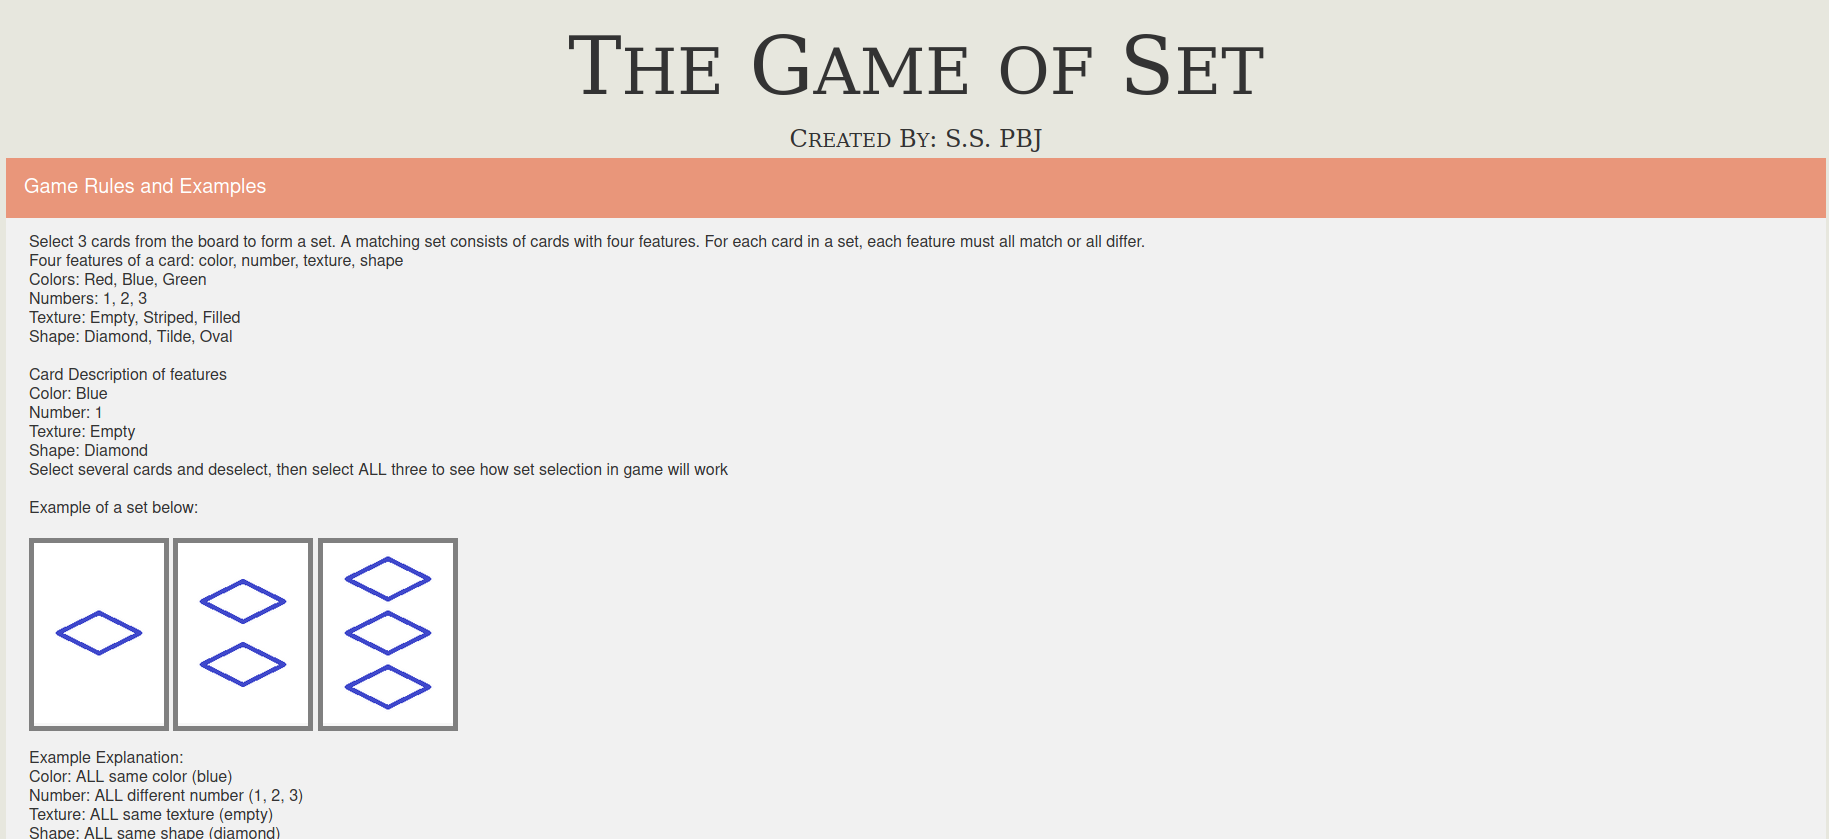 The Game of Set
Created By: S.S. PBJ
Game Rules and Examples
Select 3 cards from the board to form a set. A matching set consists of cards with four features. For each card in a set, each feature must all match or all differ.
Four features of a card: color, number, texture, shape
Colors: Red, Blue, Green
Numbers: 1, 2, 3
Texture: Empty, Striped, Filled
Shape: Diamond, Tilde, Oval
Card Description of features
Color: Blue
Number: 1
Texture: Empty
Shape: Diamond
Select several cards and deselect, then select ALL three to see how set selection in game will work
Example of a set below:
Example Explanation:
Color: ALL same color (blue)
Number: ALL different number (1, 2, 3)
Texture: ALL same texture (empty)
Shape: ALL same shape (diamond)